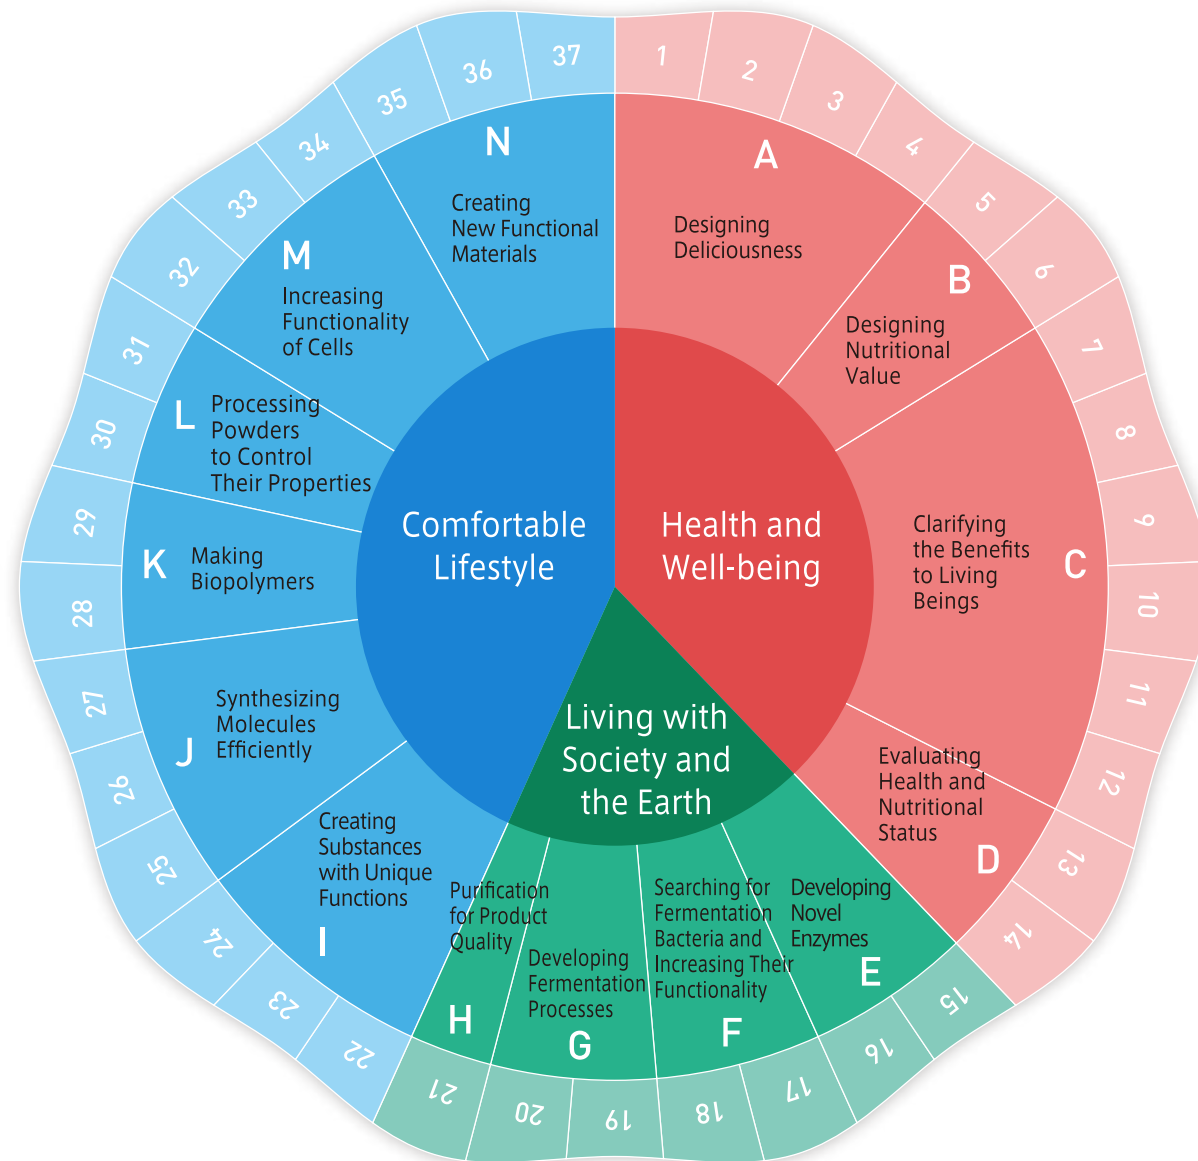 Comfortable
Lifestyle
Health and
Well-being
Living with
Society and
the Earth
A
Designing
Deliciousness
B
Designing
Nutritional
Value
C
Clarifying
the Benefits
to Living
Beings
D
Evaluating
Health and
Nutritional
Status
E
Developing
Novel
Enzymes
F
Searching for
Fermentation
Bacteria and
Increasing Their
Functionality
G
Developing
Fermentation
Processes
H
Purification
for Product
Quality
I
Creating
Substances
with Unique
Functions
J
Synthesizing
Molecules
Efficiently
K
Making
Biopolymers
L
Processing
Powders
to Control
Their Properties
M
Increasing
Functionality
of Cells
N
Creating
New Functional
Materials
1
2
3
4
5
6
7
8
9
10
11
12
13
14
15
16
17
18
19
20
21
22
23
24
25
26
27
28
29
30
31
32
33
34
35
36
37